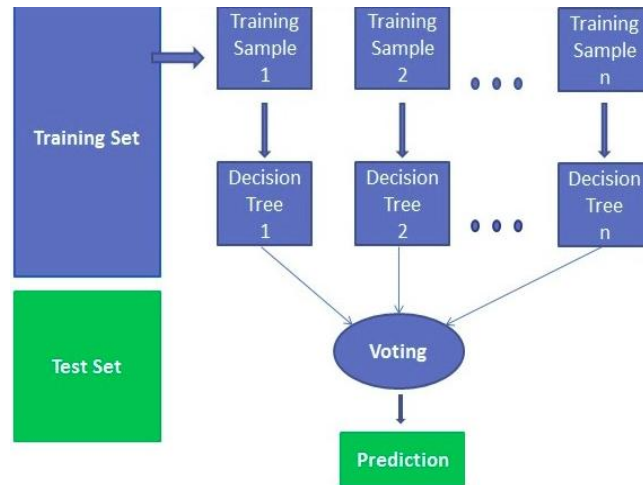 Training Set
Training
Sample
1
Training
Sample
2
Training
Sample
n
Decision
Tree
1
Decision
Tree
2
Decision
Tree
n
Test Set
Voting
Prediction